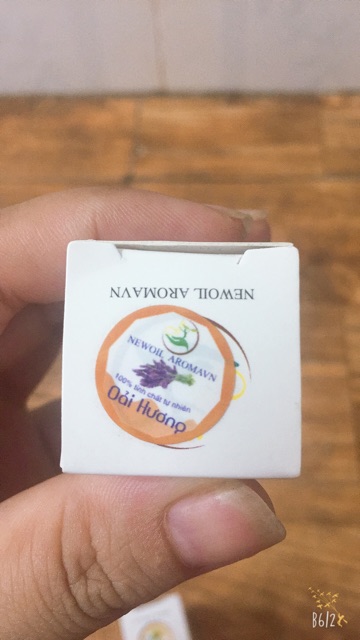 NEWOIL AROMAVN
NEWOIL AROMAVN
100% tinh chất tự nhiên
Oải Hương
B612